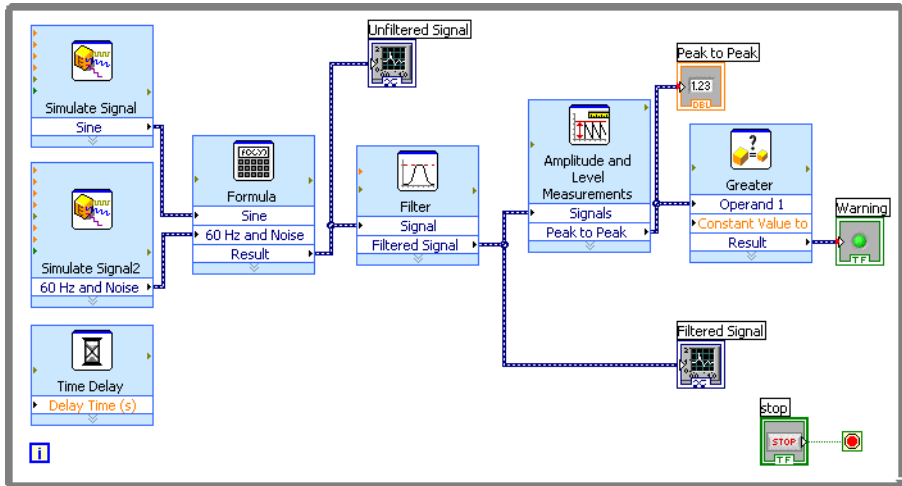 Unfiltered Signal
Simulate Signal
Sine
Simulate Signal2
60 Hz and Noise
Time Delay
Delay Time (s)
i
f(x,y)
Formula
Sine
60 Hz and Noise
Result
Filter
Signal
Filtered Signal
Amplitude and
Level
Measurements
Signals
Peak to Peak
Peak to Peak
1.23
DBL
?
Greater
Operand 1
Constant Value to
Result
Warning
TF
Filtered Signal
stop
STOP
TF